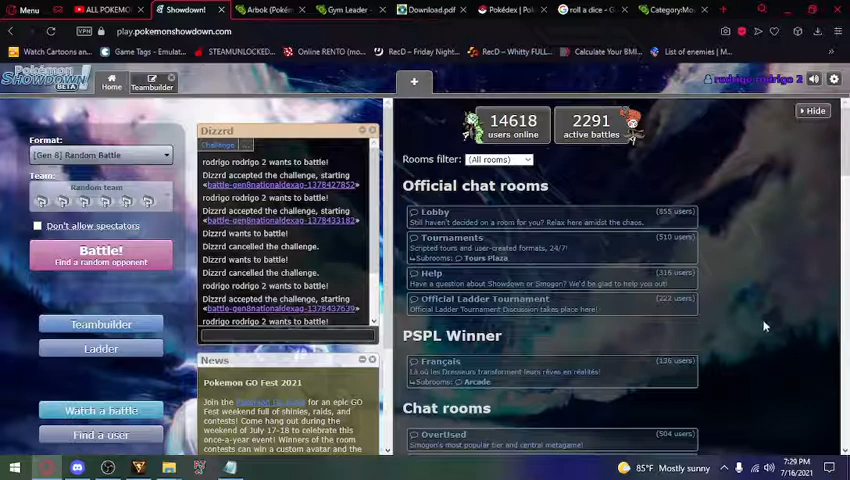 Menu
ALL POKEMON
Showdown!
Arbok (Pokém
Gym Leader -
Download.pdf
Pokédex | Po
roll a dice - G
Category:Mo
VPN
play.pokemonshowdown.com
Watch Cartoons an
Game Tags - Emulat
STEAMUNLOCKED
Online RENTO (mo
RecD – Friday Night
RecD – Whitty FULL
Calculate Your BMI
List of enemies | M
Pokémon
SHOWDOWN!
BETA!
Home
Teambuilder
+
rodrigo rodrigo 2
Format:
[Gen 8] Random Battle
Team:
Random team
Don't allow spectators
Battle!
Find a random opponent
Teambuilder
Ladder
Watch a battle
Find a user
Dizzrd
Challenge
...
rodrigo rodrigo 2 wants to battle!
Dizzrd accepted the challenge, starting
«battle-gen8nationaldexag-1378427852»
rodrigo rodrigo 2 wants to battle!
Dizzrd accepted the challenge, starting
«battle-gen8nationaldexag-1378433182»
Dizzrd wants to battle!
Dizzrd cancelled the challenge.
Dizzrd wants to battle!
Dizzrd cancelled the challenge.
rodrigo rodrigo 2 wants to battle!
Dizzrd accepted the challenge, starting
«battle-gen8nationaldexag-1378437639»
rodrigo rodrigo 2 wants to battle!
News
Pokemon GO Fest 2021
Join the Pokemon GO room for an epic GO
Fest weekend full of shinies, raids, and
contests! Come hang out during the
weekend of July 17-18 to celebrate this
once-a-year event! Winners of the room
contests can win a custom avatar and the
14618
users online
2291
active battles
Hide
Rooms filter: (All rooms)
Official chat rooms
Lobby (855 users)
Still haven't decided on a room for you? Relax here amidst the chaos.
Tournaments (510 users)
Scripted tours and user-created formats, 24/7!
Subrooms: Tours Plaza
Help (316 users)
Have a question about Showdown or Smogon? We'd be glad to help you out!
Official Ladder Tournament (222 users)
Official Ladder Tournament Discussion takes place here!
PSPL Winner
Français (136 users)
Là où les Dresseurs transforment leurs rêves en réalités!
Subrooms: Arcade
Chat rooms
OverUsed (504 users)
Smogon's most popular tier and central metagame!
85°F Mostly sunny
7:29 PM
7/16/2021